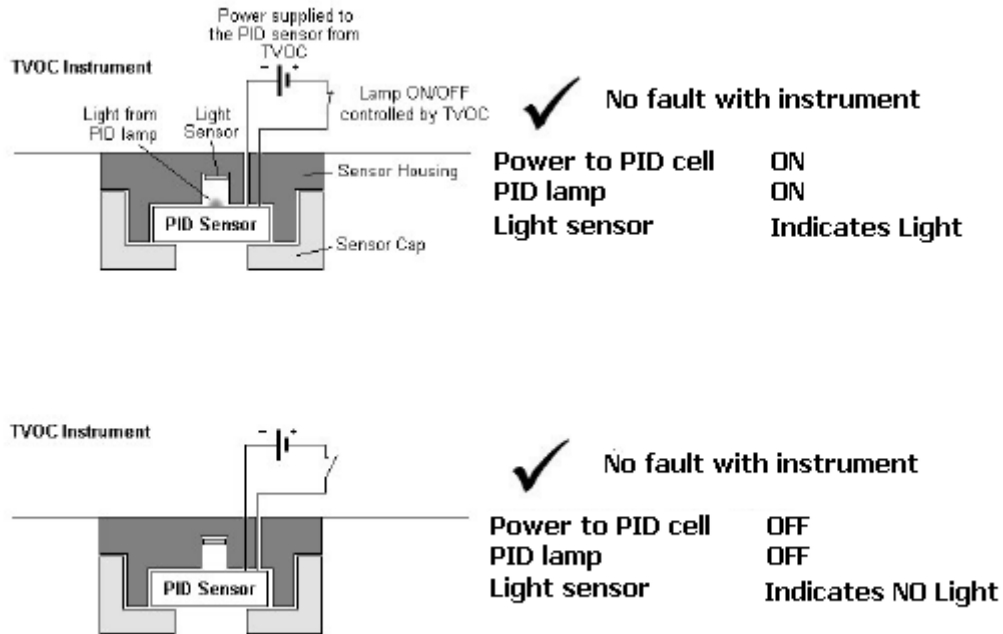 Power supplied to
the PID sensor from
TVOC
TVOC Instrument
- +
Lamp ON/OFF
controlled by TVOC
Light from
PID lamp
Light
Sensor
Sensor Housing
PID Sensor
Sensor Cap
No fault with instrument
Power to PID cell ON
PID lamp ON
Light sensor Indicates Light
TVOC Instrument
- +
PID Sensor
No fault with instrument
Power to PID cell OFF
PID lamp OFF
Light sensor Indicates NO Light